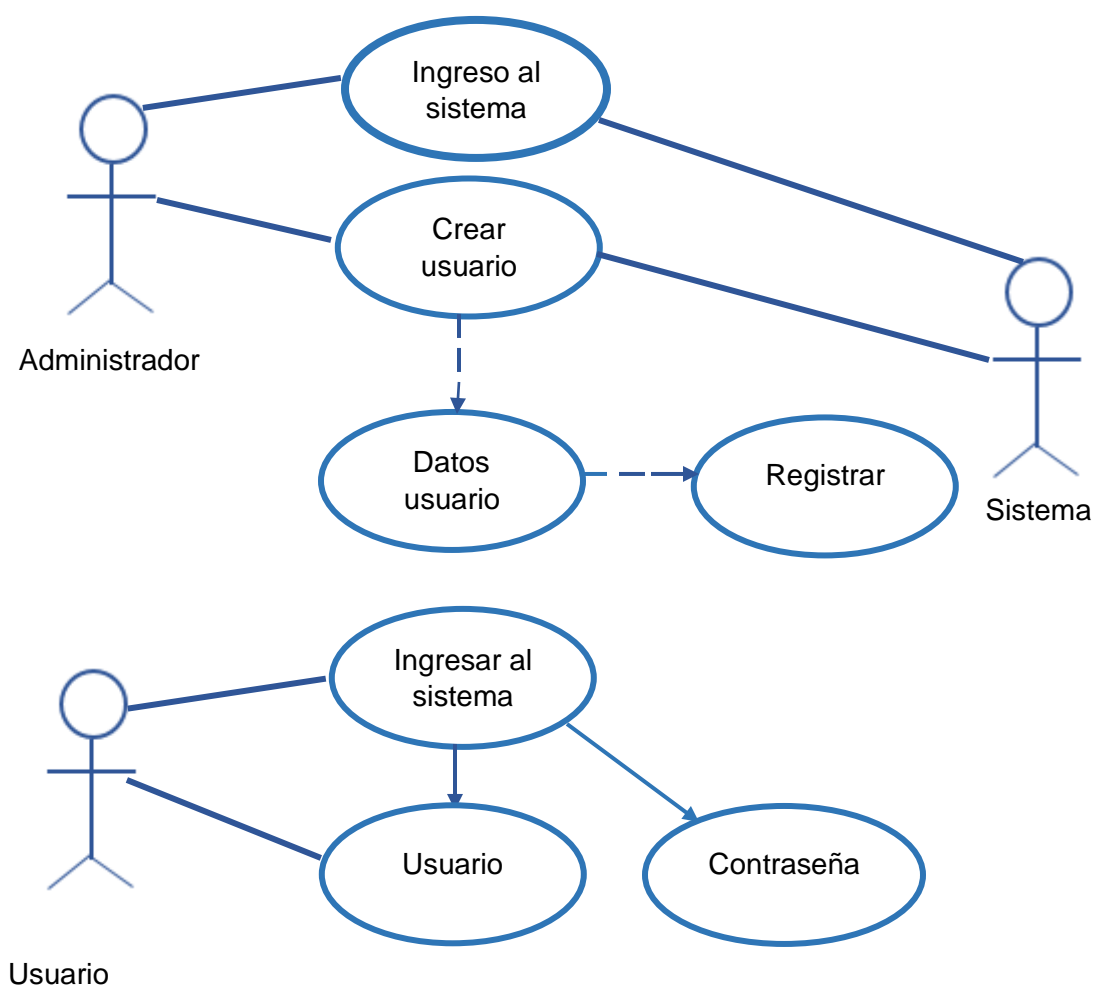 Ingreso al
sistema
Crear
usuario
Administrador
Datos
usuario
Registrar
Sistema
Ingresar al
sistema
Usuario
Contraseña
Usuario